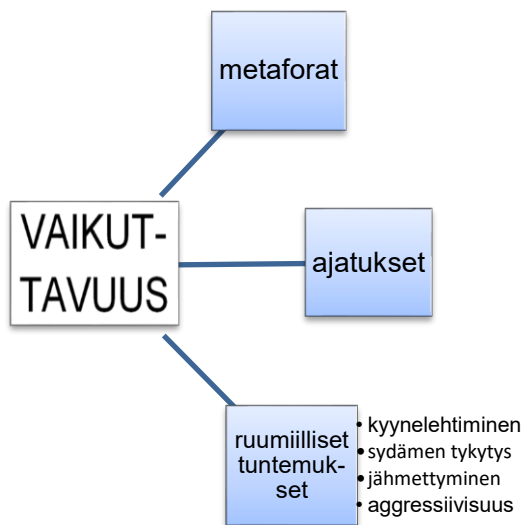 metaforat
VAIKUT-
TAVUUS
ajatukset
ruumiilliset
tuntemuk-
set
• kyynelehtiminen
• sydämen tykytys
• jähmettyminen
• aggressiivisuus